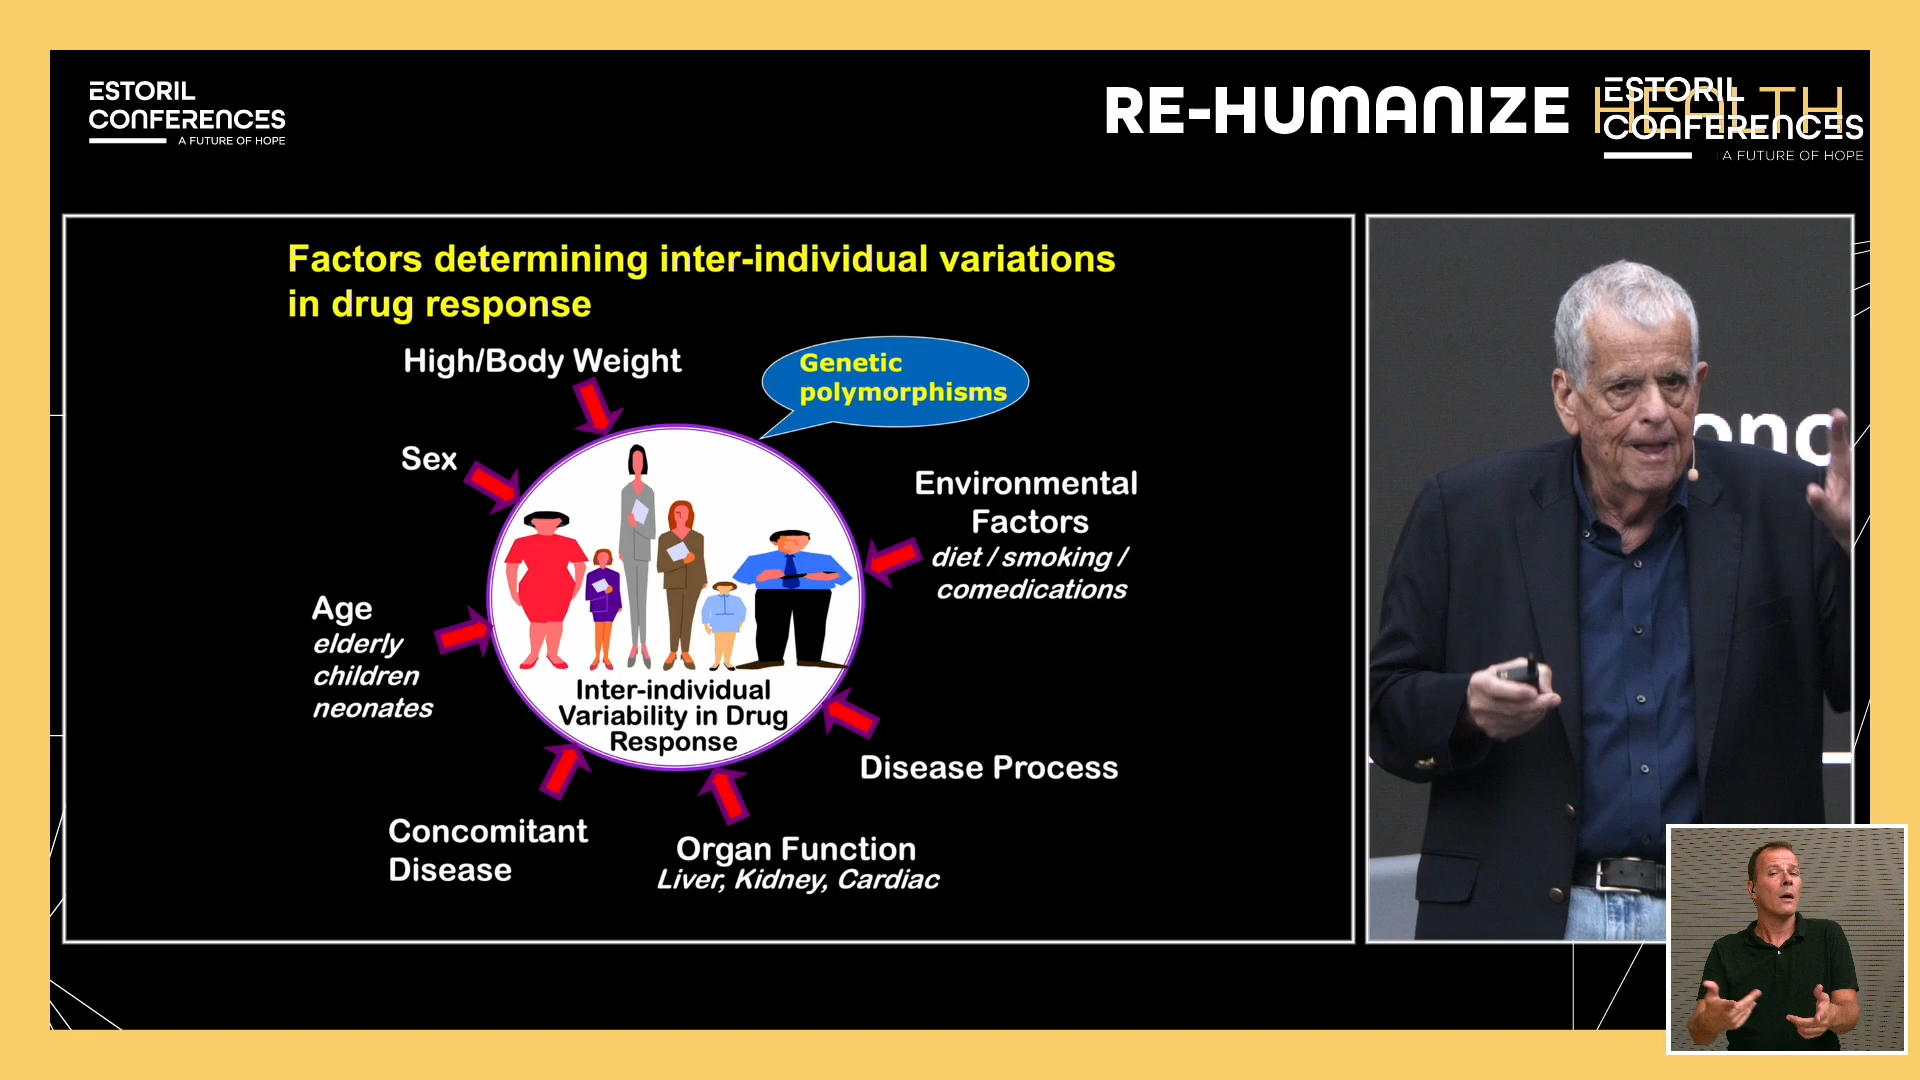 ESTORIL
CONFERENCES
A FUTURE OF HOPE
RE-HUMANIZE HEALTH
ESTORIL
CONFERENCES
A FUTURE OF HOPE
Factors determining inter-individual variations
in drug response
High/Body Weight
Genetic
polymorphisms
Sex
Environmental
Factors
diet / smoking /
comedications
Age
elderly
children
neonates
Inter-individual
Variability in Drug
Response
Disease Process
Concomitant
Disease
Organ Function
Liver, Kidney, Cardiac